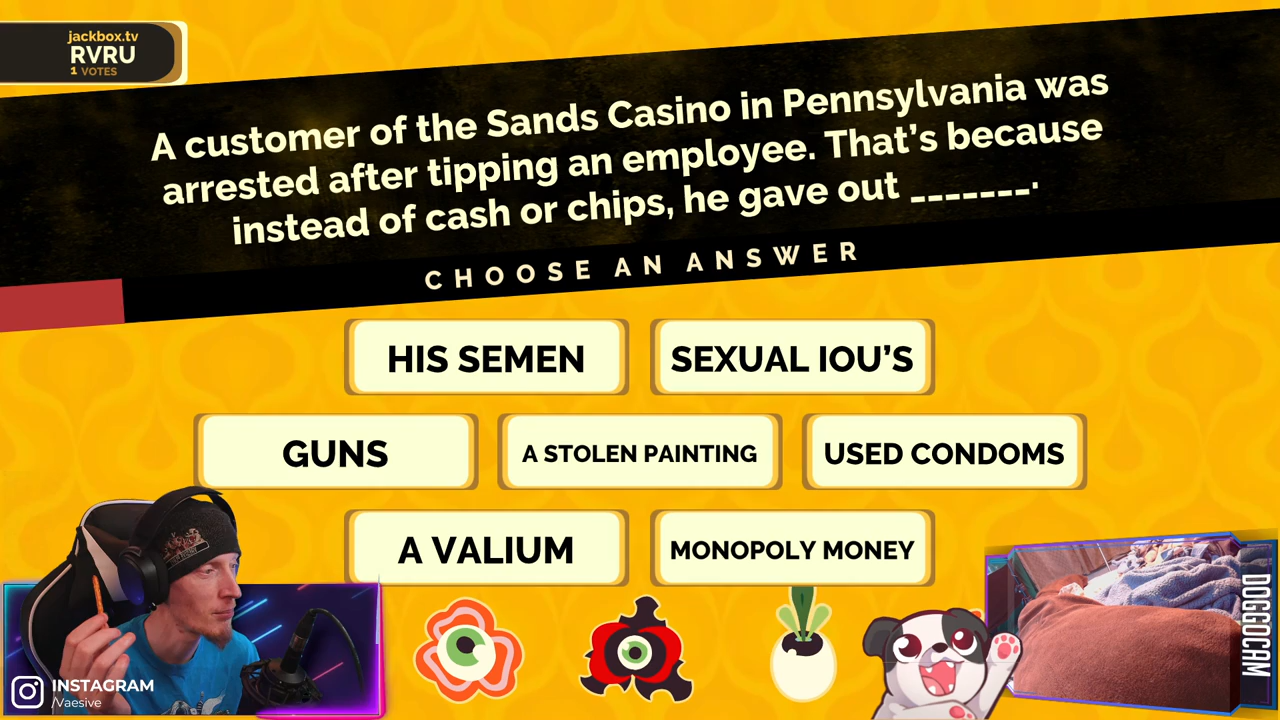 jackbox.tv
RVRU
1 VOTES
A customer of the Sands Casino in Pennsylvania was
arrested after tipping an employee. That’s because
instead of cash or chips, he gave out _______.
CHOOSE AN ANSWER
HIS SEMEN
SEXUAL IOU’S
GUNS
A STOLEN PAINTING
USED CONDOMS
A VALIUM
MONOPOLY MONEY
INSTAGRAM
/Vaesive
DOGGOCAM